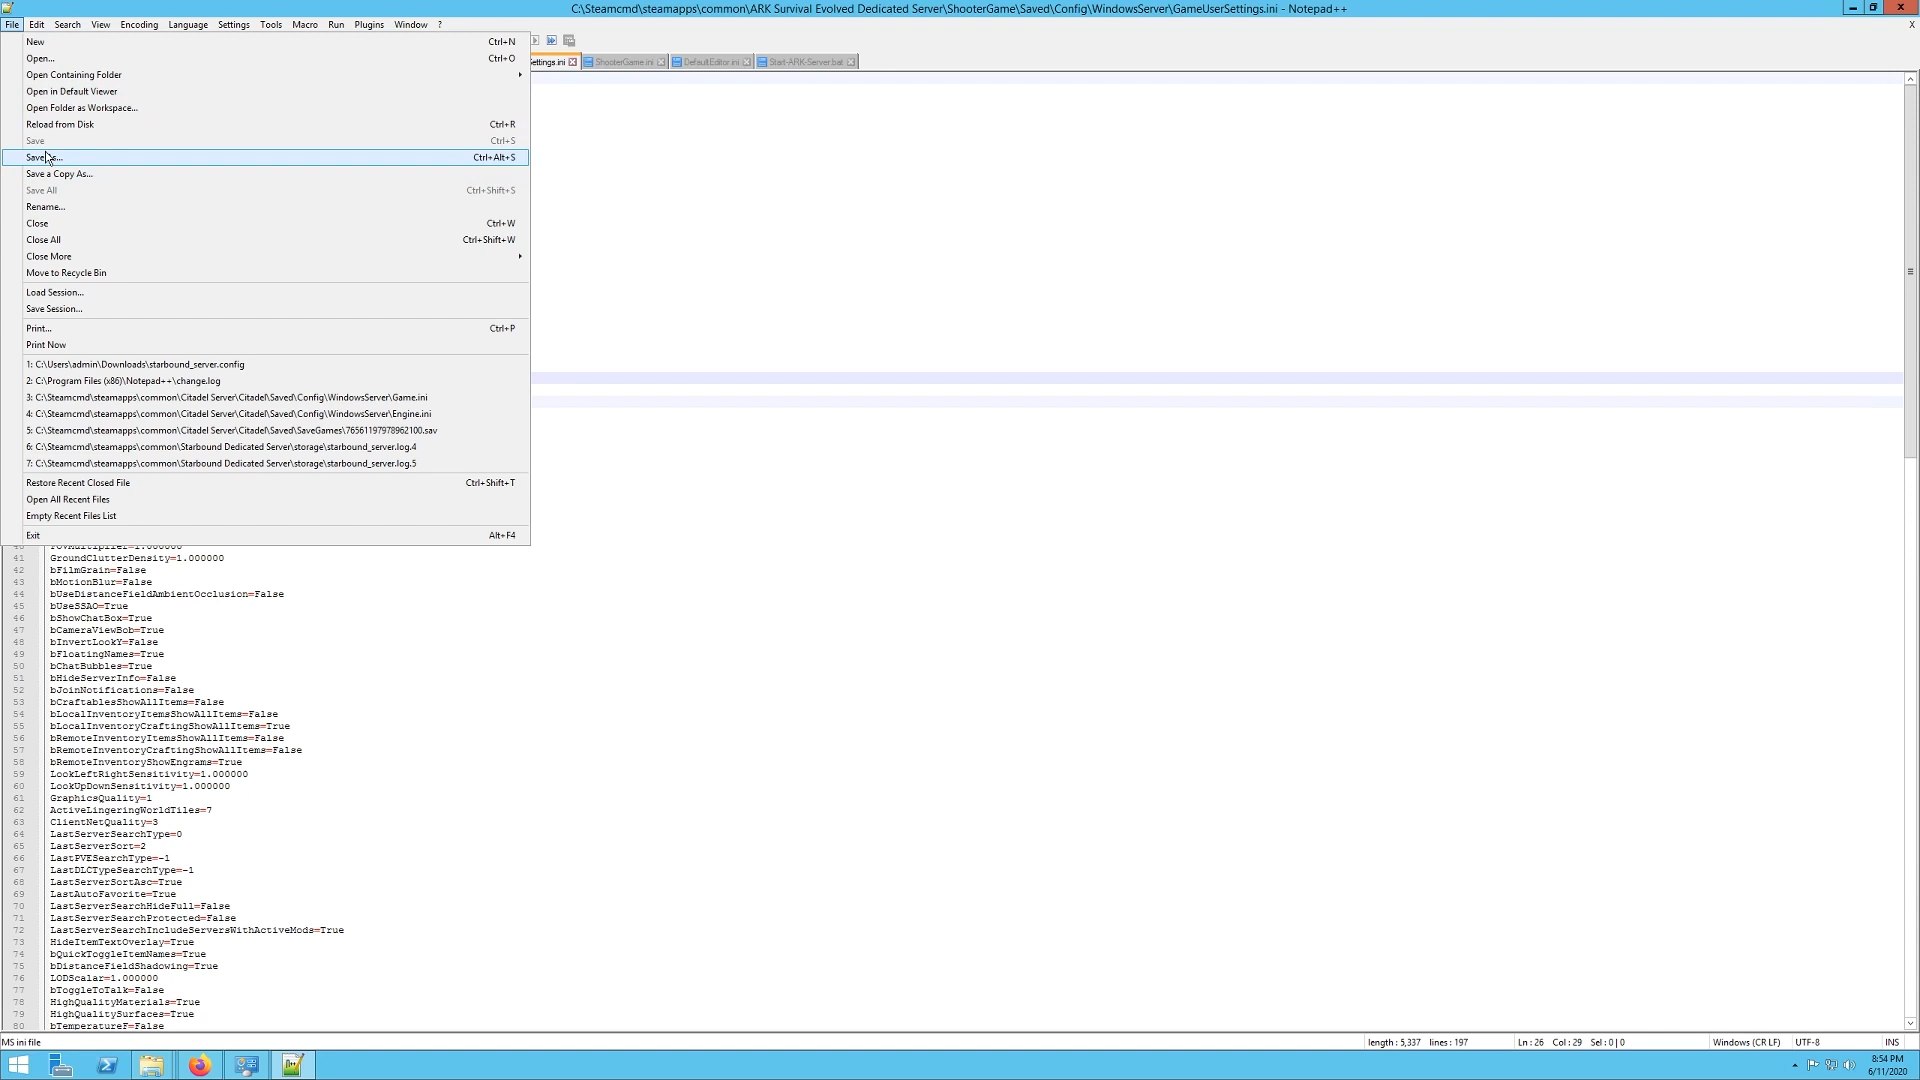 C:\Steamcmd\steamapps\common\ARK Survival Evolved Dedicated Server\ShooterGame\Saved\Config\WindowsServer\GameUserSettings.ini - Notepad++
File Edit Search View Encoding Language Settings Tools Macro Run Plugins Window ? X
New Ctrl+N
Open... Ctrl+O
ettings.ini ShooterGame.ini DefaultEditor.ini Start-ARK-Server.bat
Open Containing Folder
Open in Default Viewer
Open Folder as Workspace...
Reload from Disk Ctrl+R
Save Ctrl+S
Save As... Ctrl+Alt+S
Save a Copy As...
Save All Ctrl+Shift+S
Rename...
Close Ctrl+W
Close All Ctrl+Shift+W
Close More
Move to Recycle Bin
Load Session...
Save Session...
Print... Ctrl+P
Print Now
1: C:\Users\admin\Downloads\starbound_server.config
2: C:\Program Files (x86)\Notepad++\change.log
3: C:\Steamcmd\steamapps\common\Citadel Server\Citadel\Saved\Config\WindowsServer\Game.ini
4: C:\Steamcmd\steamapps\common\Citadel Server\Citadel\Saved\Config\WindowsServer\Engine.ini
5: C:\Steamcmd\steamapps\common\Citadel Server\Citadel\Saved\SaveGames\76561197978962100.sav
6: C:\Steamcmd\steamapps\common\Starbound Dedicated Server\storage\starbound_server.log.4
7: C:\Steamcmd\steamapps\common\Starbound Dedicated Server\storage\starbound_server.log.5
Restore Recent Closed File Ctrl+Shift+T
Open All Recent Files
Empty Recent Files List
Exit Alt+F4
40 FOVMultiplier=1.000000
41 GroundClutterDensity=1.000000
42 bFilmGrain=False
43 bMotionBlur=False
44 bUseDistanceFieldAmbientOcclusion=False
45 bUseSSAO=True
46 bShowChatBox=True
47 bCameraViewBob=True
48 bInvertLookY=False
49 bFloatingNames=True
50 bChatBubbles=True
51 bHideServerInfo=False
52 bJoinNotifications=False
53 bCraftablesShowAllItems=False
54 bLocalInventoryItemsShowAllItems=False
55 bLocalInventoryCraftingShowAllItems=True
56 bRemoteInventoryItemsShowAllItems=False
57 bRemoteInventoryCraftingShowAllItems=False
58 bRemoteInventoryShowEngrams=True
59 LookLeftRightSensitivity=1.000000
60 LookUpDownSensitivity=1.000000
61 GraphicsQuality=1
62 ActiveLingeringWorldTiles=7
63 ClientNetQuality=3
64 LastServerSearchType=0
65 LastServerSort=2
66 LastPVESearchType=-1
67 LastDLCTypeSearchType=-1
68 LastServerSortAsc=True
69 LastAutoFavorite=True
70 LastServerSearchHideFull=False
71 LastServerSearchProtected=False
72 LastServerSearchIncludeServersWithActiveMods=True
73 HideItemTextOverlay=True
74 bQuickToggleItemNames=True
75 bDistanceFieldShadowing=True
76 LODScalar=1.000000
77 bToggleToTalk=False
78 HighQualityMaterials=True
79 HighQualitySurfaces=True
80 bTemperatureF=False
MS ini file length : 5,337 lines : 197 Ln : 26 Col : 29 Sel : 0 | 0 Windows (CR LF) UTF-8 INS
8:54 PM
6/11/2020